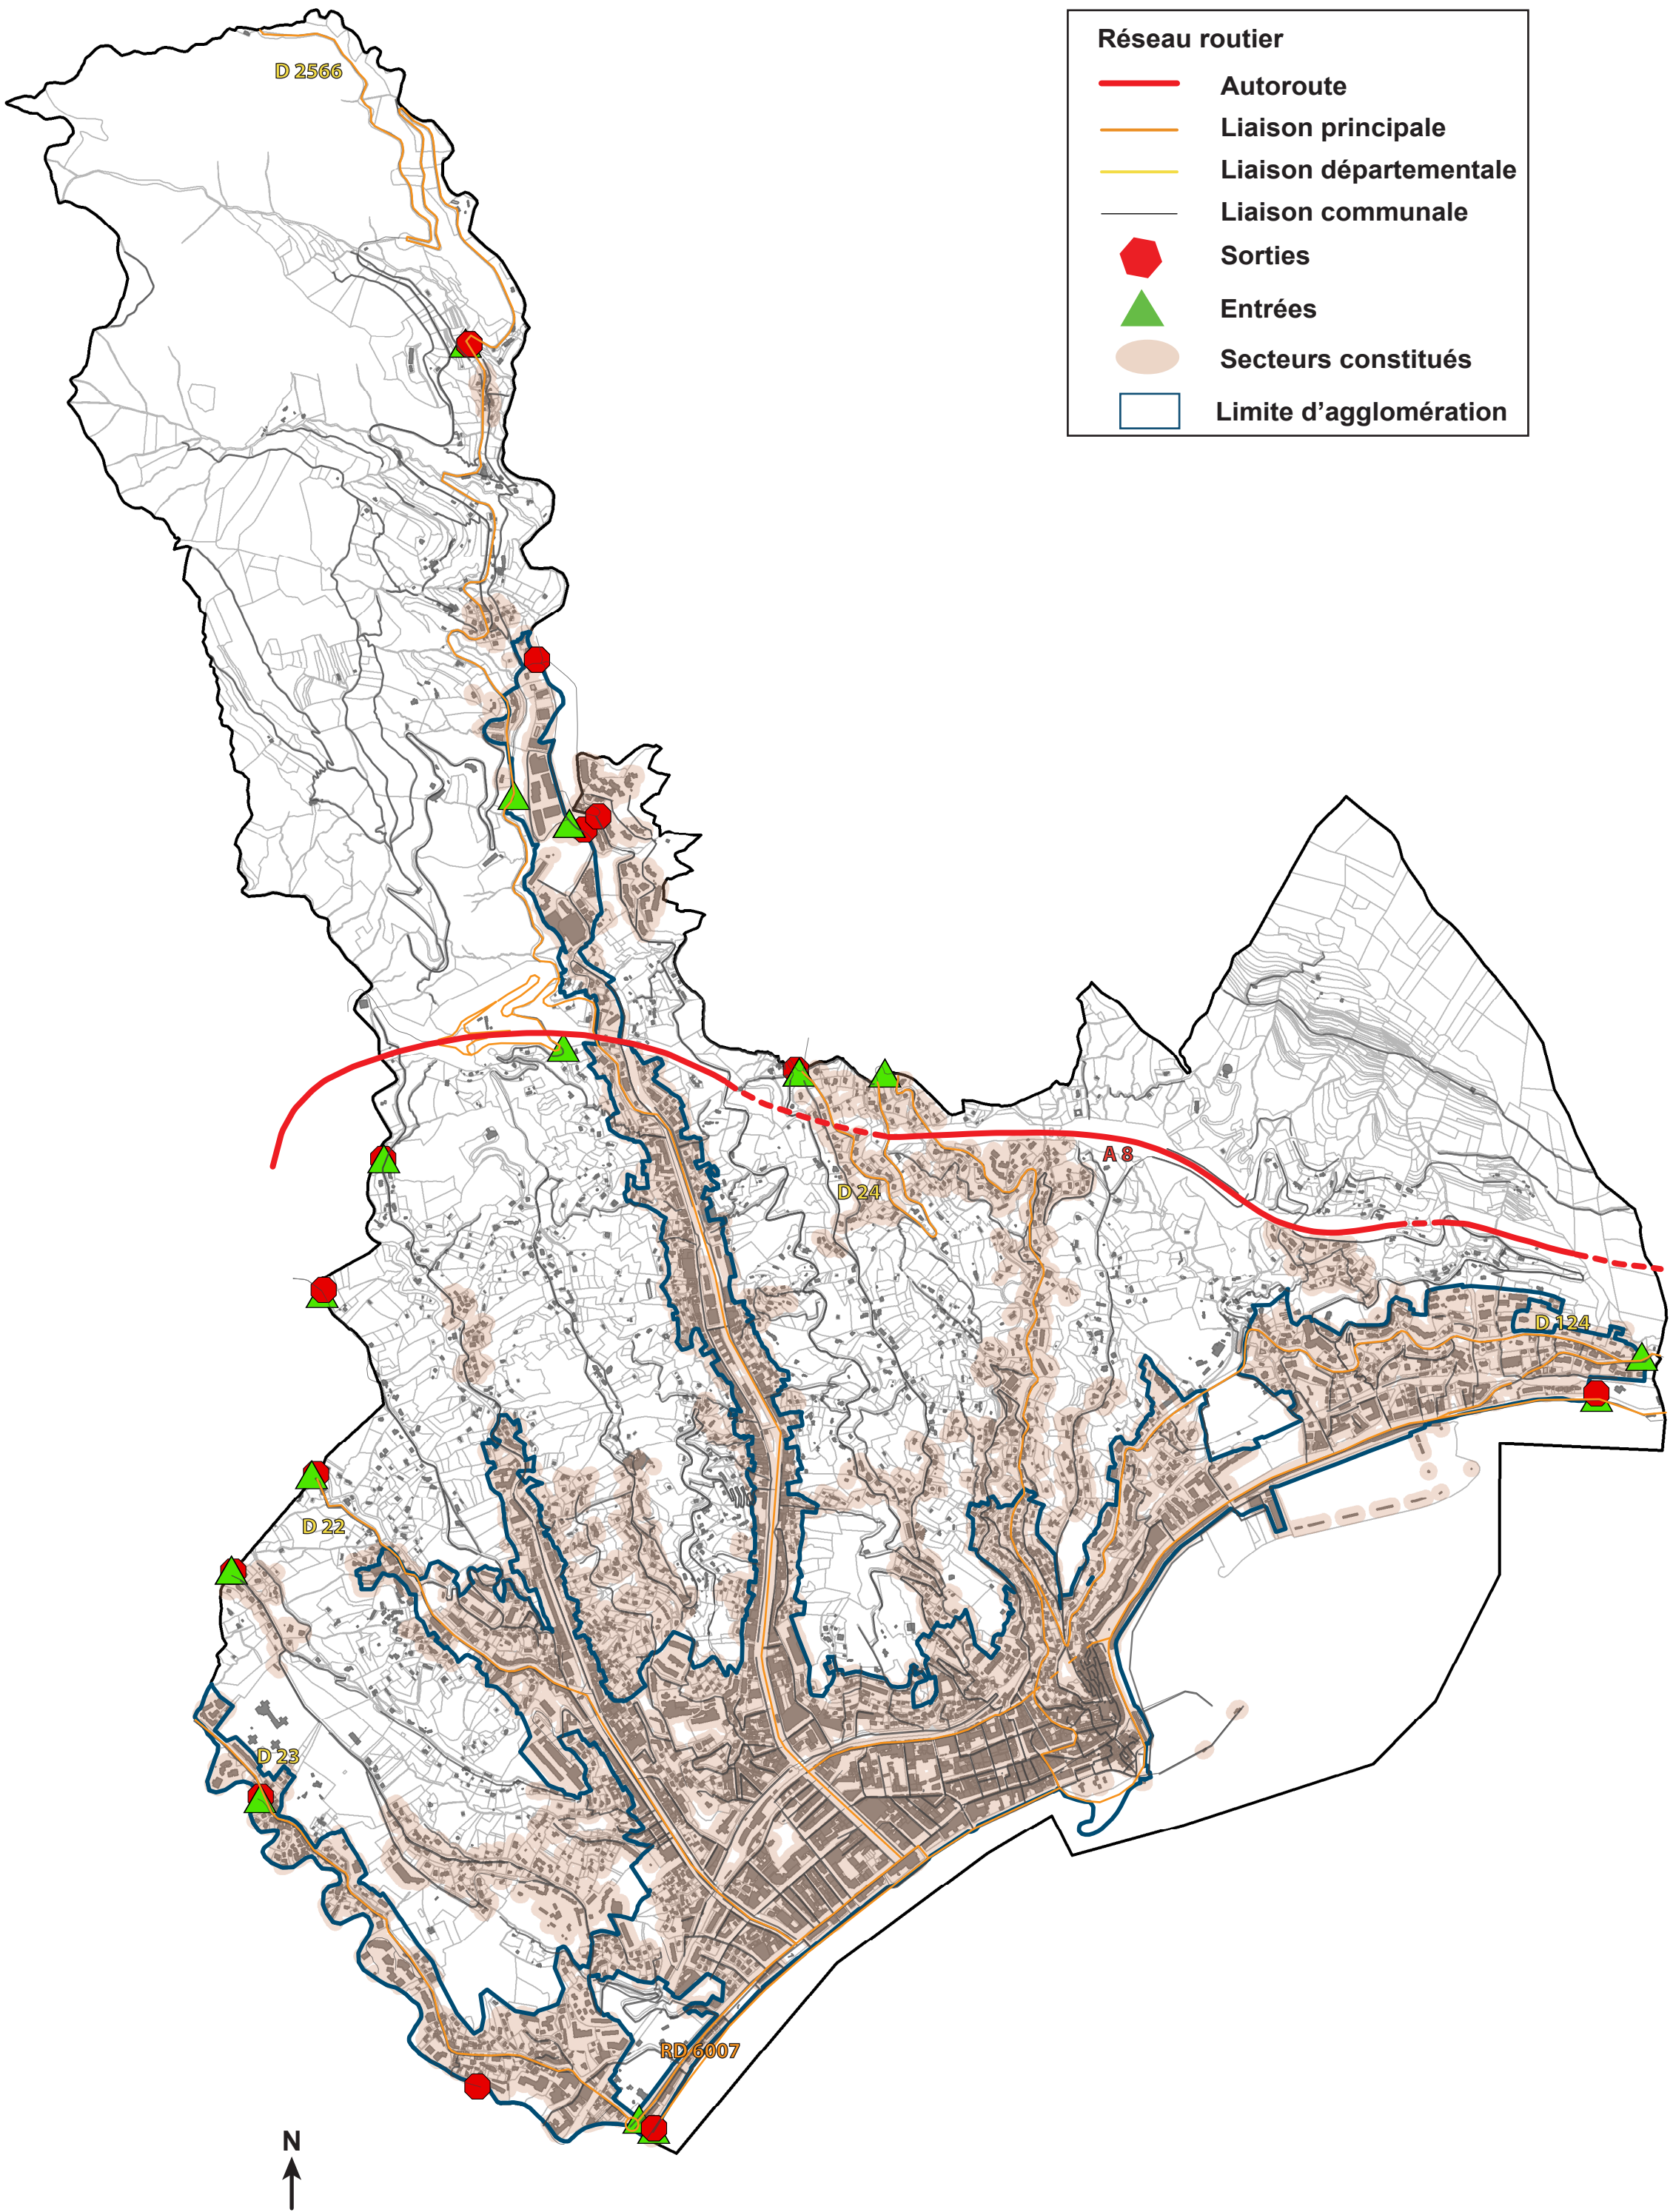 D 2566
Réseau routier
Autoroute
Liaison principale
Liaison départementale
Liaison communale
Sorties
Entrées
Secteurs constitués
Limite d’agglomération
A 8
D 24
D 124
D 22
D 23
RD 6007
N